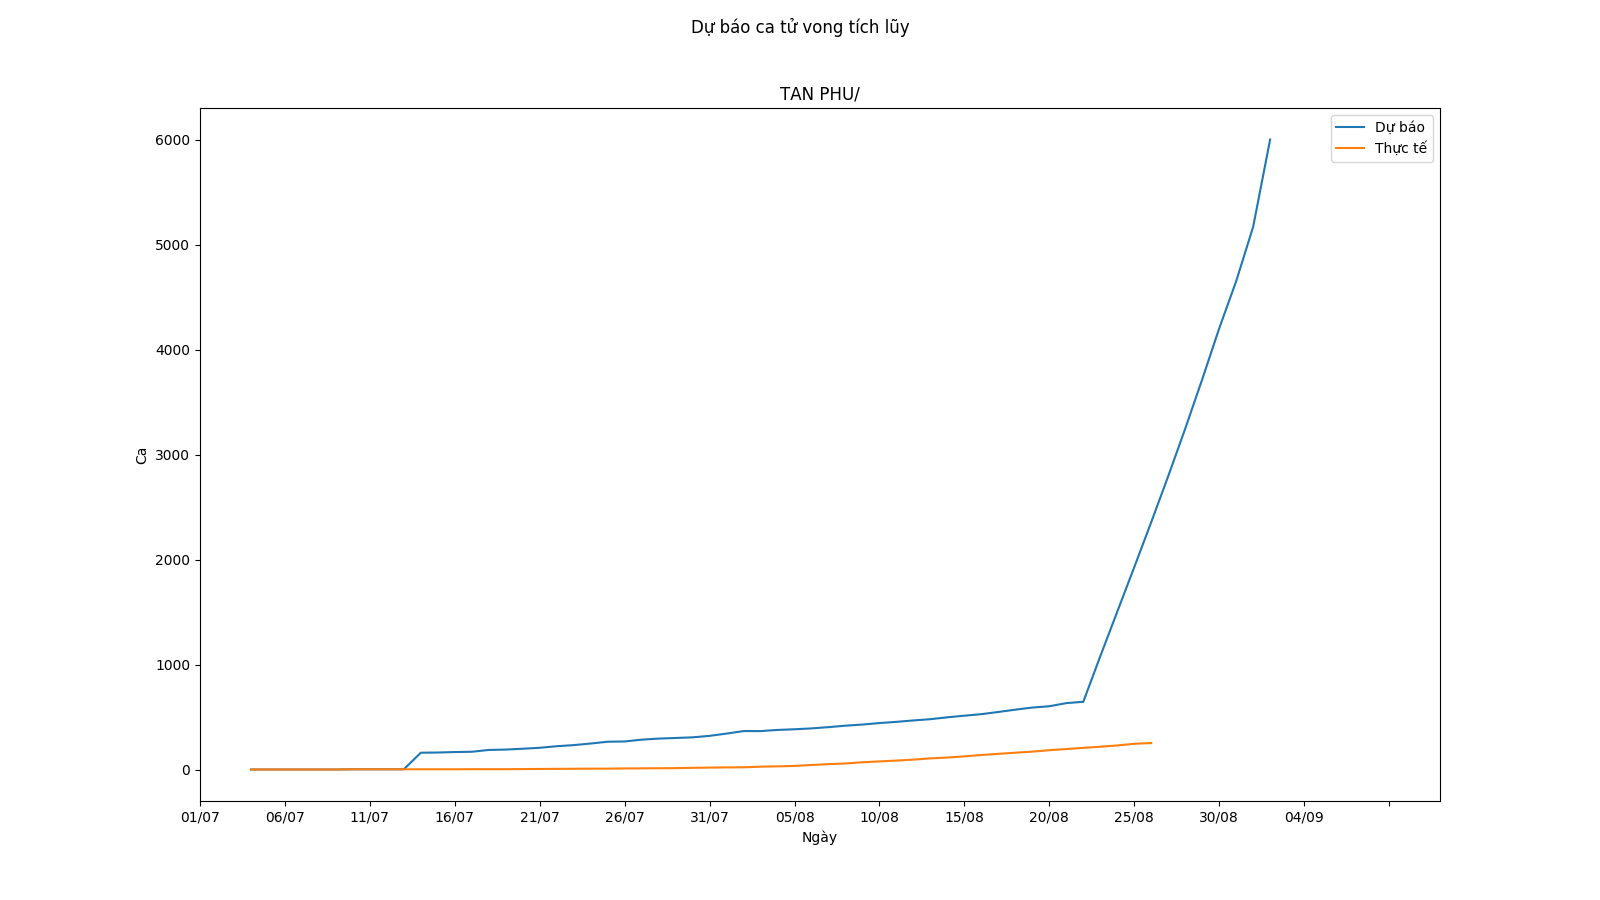 Dự báo ca tử vong tích lũy
TAN PHU/
Dự báo
Thực tế
6000
5000
4000
3000
2000
1000
0
Ca
01/07 06/07 11/07 16/07 21/07 26/07 31/07 05/08 10/08 15/08 20/08 25/08 30/08 04/09
Ngày